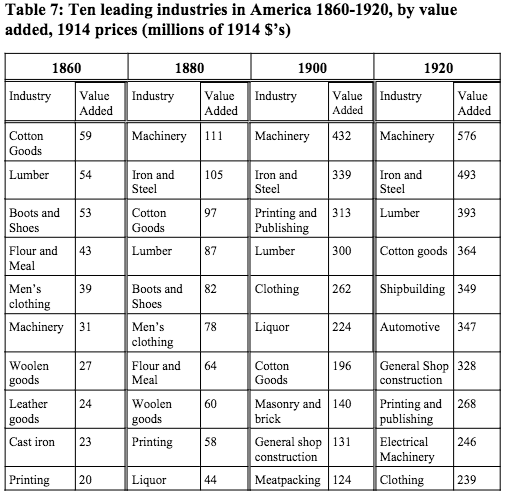 Table 7: Ten leading industries in America 1860-1920, by value
added, 1914 prices (millions of 1914 $'s)
1860 1880 1900 1920
Industry Value Added Industry Value Added Industry Value Added Industry Value Added
Cotton Goods 59 Machinery 111 Machinery 432 Machinery 576
Lumber 54 Iron and Steel 105 Iron and Steel 339 Iron and Steel 493
Boots and Shoes 53 Cotton Goods 97 Printing and Publishing 313 Lumber 393
Flour and Meal 43 Lumber 87 Lumber 300 Cotton goods 364
Men's clothing 39 Boots and Shoes 82 Clothing 262 Shipbuilding 349
Machinery 31 Men's clothing 78 Liquor 224 Automotive 347
Woolen goods 27 Flour and Meal 64 Cotton Goods 196 General Shop construction 328
Leather goods 24 Woolen goods 60 Masonry and brick 140 Printing and publishing 268
Cast iron 23 Printing 58 General shop construction 131 Electrical Machinery 246
Printing 20 Liquor 44 Meatpacking 124 Clothing 239